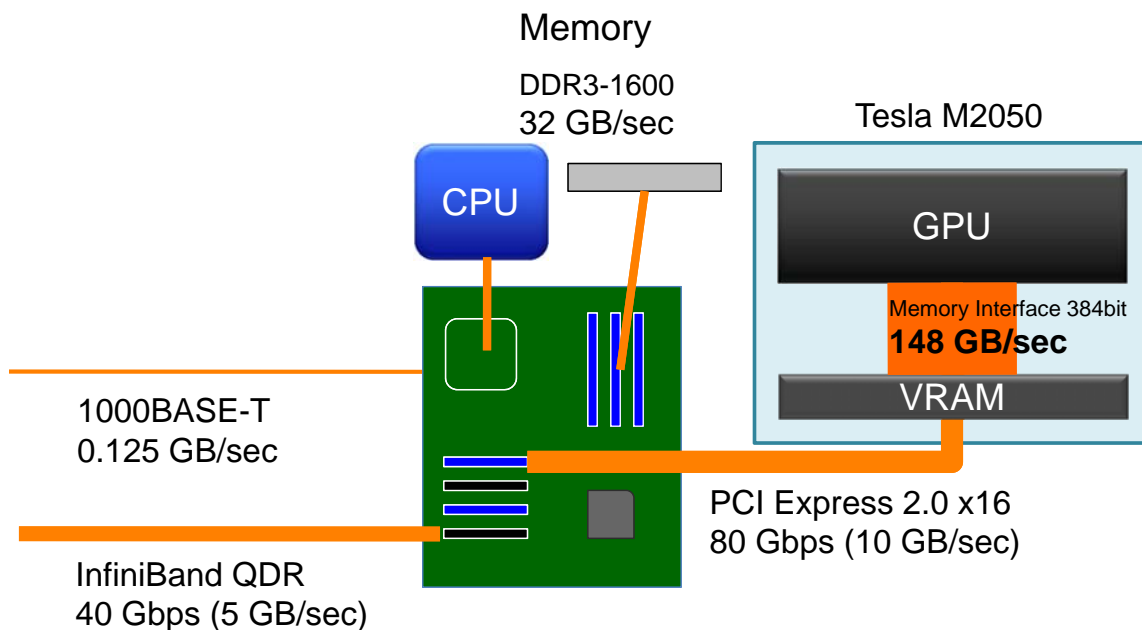 Memory
DDR3-1600
32 GB/sec
Tesla M2050
CPU
GPU
Memory Interface 384bit
148 GB/sec
VRAM
1000BASE-T
0.125 GB/sec
PCI Express 2.0 x16
80 Gbps (10 GB/sec)
InfiniBand QDR
40 Gbps (5 GB/sec)